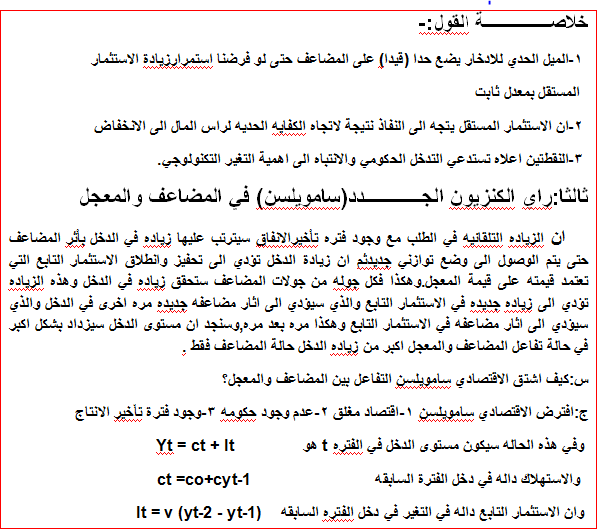 خلاصــــــــــــة القول:-
١-الميل الحدي للادخار يضع حدا (قيدا) على المضاعف حتى لو فرضنا استمرارزيادة الاستثمار
المستقل بمعدل ثابت
٢-ان الاستثمار المستقل يتجه الى النفاذ نتيجة لاتجاه الكفايه الحديه لراس المال الى الانخفاض
٣-النقطتين اعلاه تستدعي التدخل الحكومي والانتباه الى اهمية التغير التكنولوجي.
ثالثا:راي الكنزيون الجـــــــــــدد(سامويلسن) في المضاعف والمعجل
ان الزياده التلقانيه في الطلب مع وجود فتره تأخيرالانفاق سيترتب عليها زياده في الدخل بأثر المضاعف
حتى يتم الوصول الى وضع توازني جديدثم ان زيادة الدخل تؤدي الى تحفيز وانطلاق الاستثمار التابع التي
تعتمد قيمته على قيمة المعجل.وهكذا فكل جوله من جولات المضاعف ستحقق زياده في الدخل وهذه الزياده
تؤدي الى زياده جديده في الاستثمار التابع والذي سيؤدي الى اثار مضاعفه جديده مره اخرى في الدخل والذي
سيؤدي الى اثار مضاعفه في الاستثمار التابع وهكذا مره بعد مره,وسنجد ان مستوى الدخل سيزداد بشكل اكبر
في حالة تفاعل المضاعف والمعجل اكبر من زياده الدخل حالة المضاعف فقط .
س:كيف اشتق الاقتصادي سامويلسن التفاعل بين المضاعف والمعجل؟
ج:افترض الاقتصادي سامويلسن ١-اقتصاد مغلق ٢-عدم وجود حكومه ٣-وجود فترة تأخير الانتاج
وفي هذه الحاله سيكون مستوى الدخل في الفتره t هو Yt = ct + It
والاستهلاك داله في دخل الفترة السابقه ct =co+cyt-1
وان الاستثمار التابع داله في التغير في دخل الفتره السابقه It = v (yt-2 - yt-1)